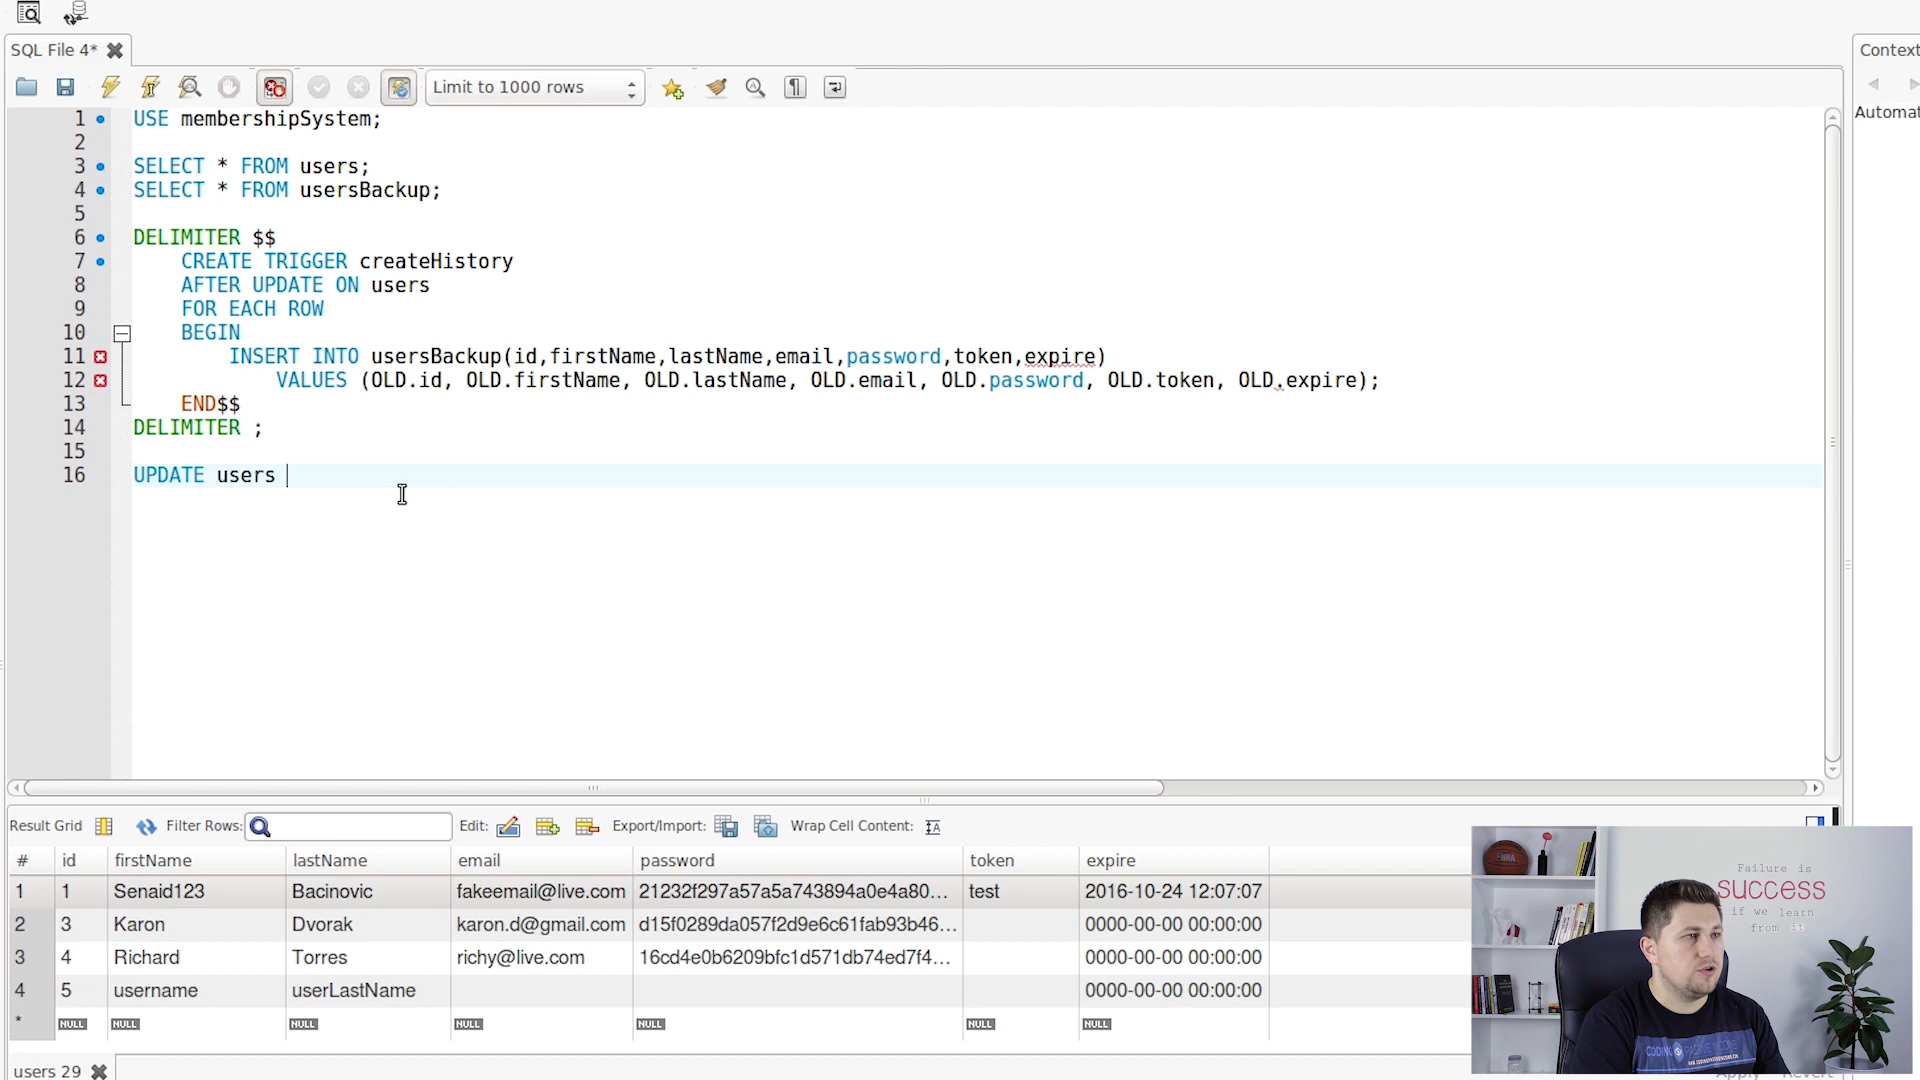 SQL File 4*
Context
Limit to 1000 rows
Automat
1 USE membershipSystem;
2
3 SELECT * FROM users;
4 SELECT * FROM usersBackup;
5
6 DELIMITER $$
7 CREATE TRIGGER createHistory
8 AFTER UPDATE ON users
9 FOR EACH ROW
10 BEGIN
11 INSERT INTO usersBackup(id,firstName,lastName,email,password,token,expire)
12 VALUES (OLD.id, OLD.firstName, OLD.lastName, OLD.email, OLD.password, OLD.token, OLD.expire);
13 END$$
14 DELIMITER ;
15
16 UPDATE users
Result Grid Filter Rows: Edit: Export/Import: Wrap Cell Content:
# id firstName lastName email password token expire
1 1 Senaid123 Bacinovic fakeemail@live.com 21232f297a57a5a743894a0e4a80... test 2016-10-24 12:07:07
2 3 Karon Dvorak karon.d@gmail.com d15f0289da057f2d9e6c61fab93b46... 0000-00-00 00:00:00
3 4 Richard Torres richy@live.com 16cd4e0b6209bfc1d571db74ed7f4... 0000-00-00 00:00:00
4 5 username userLastName 0000-00-00 00:00:00
* NULL NULL NULL NULL NULL NULL NULL
users 29
Failure is
success
if we learn
from it
CODING PASSIVE INCOME
Apply Revert